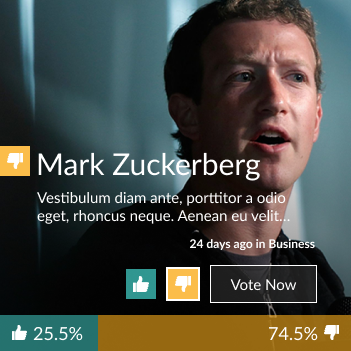 Mark Zuckerberg
Vestibulum diam ante, porttitor a odio
eget, rhoncus neque. Aenean eu velit...
24 days ago in Business
Vote Now
25.5%
74.5%